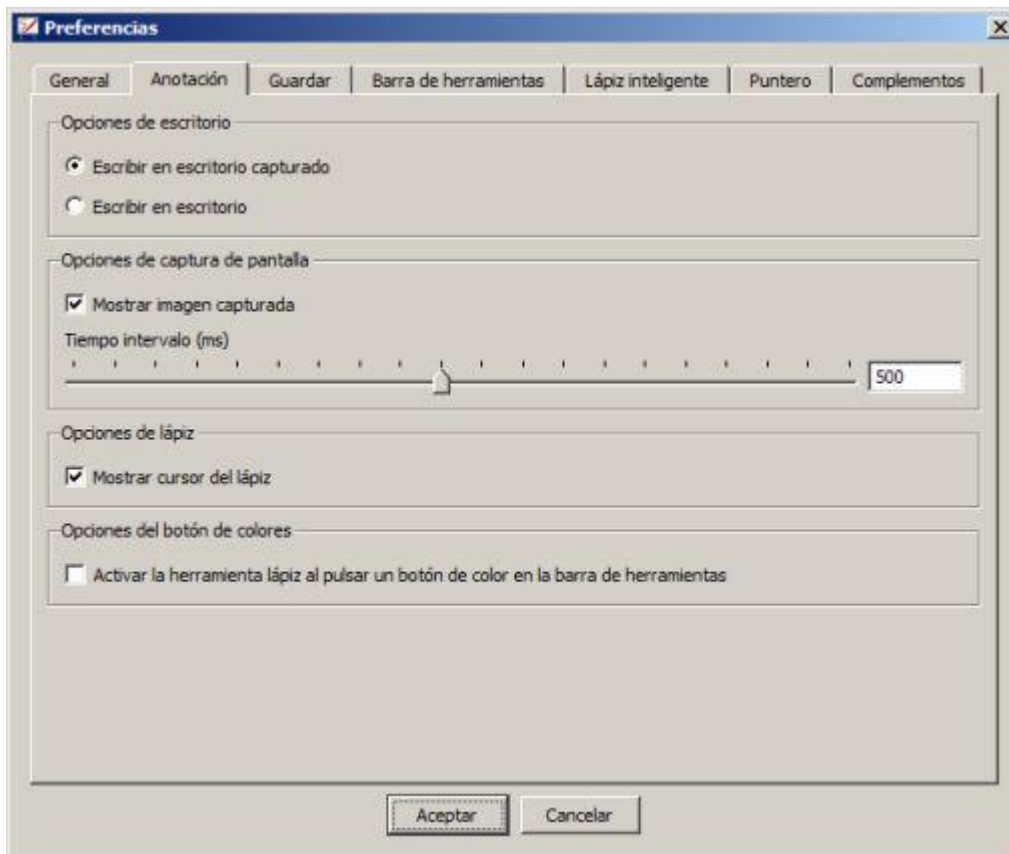 Preferencias
General Anotación Guardar Barra de herramientas Lápiz inteligente Puntero Complementos
Opciones de escritorio
Escribir en escritorio capturado
Escribir en escritorio
Opciones de captura de pantalla
Mostrar imagen capturada
Tiempo intervalo (ms)
500
Opciones de lápiz
Mostrar cursor del lápiz
Opciones del botón de colores
Activar la herramienta lápiz al pulsar un botón de color en la barra de herramientas
Aceptar Cancelar